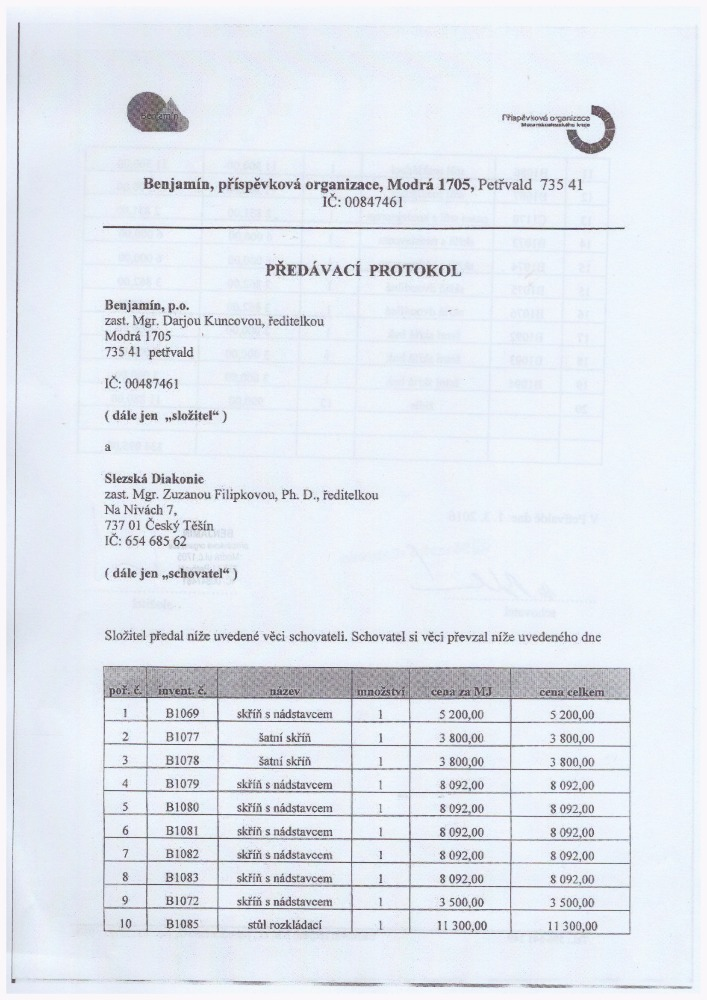 Benjamín
Příspěvková organizace
Moravskoslezského kraje
Benjamín, příspěvková organizace, Modrá 1705, Petřvald 735 41
IČ: 00847461
PŘEDÁVACÍ PROTOKOL
Benjamín, p.o.
zast. Mgr. Darjou Kuncovou, ředitelkou
Modrá 1705
735 41 petřvald
IČ: 00487461
( dále jen „složitel“ )
a
Slezská Diakonie
zast. Mgr. Zuzanou Filipkovou, Ph. D., ředitelkou
Na Nivách 7,
737 01 Český Těšín
IČ: 654 685 62
( dále jen „schovatel“ )
Složitel předal níže uvedené věci schovateli. Schovatel si věci převzal níže uvedeného dne
poř. č. invent. č. název množství cena za MJ cena celkem
1 B1069 skříň s nádstavcem 1 5 200,00 5 200,00
2 B1077 šatní skříň 1 3 800,00 3 800,00
3 B1078 šatní skříň 1 3 800,00 3 800,00
4 B1079 skříň s nádstavcem 1 8 092,00 8 092,00
5 B1080 skříň s nádstavcem 1 8 092,00 8 092,00
6 B1081 skříň s nádstavcem 1 8 092,00 8 092,00
7 B1082 skříň s nádstavcem 1 8 092,00 8 092,00
8 B1083 skříň s nádstavcem 1 8 092,00 8 092,00
9 B1072 skříň s nádstavcem 1 3 500,00 3 500,00
10 B1085 stůl rozkládací 1 11 300,00 11 300,00